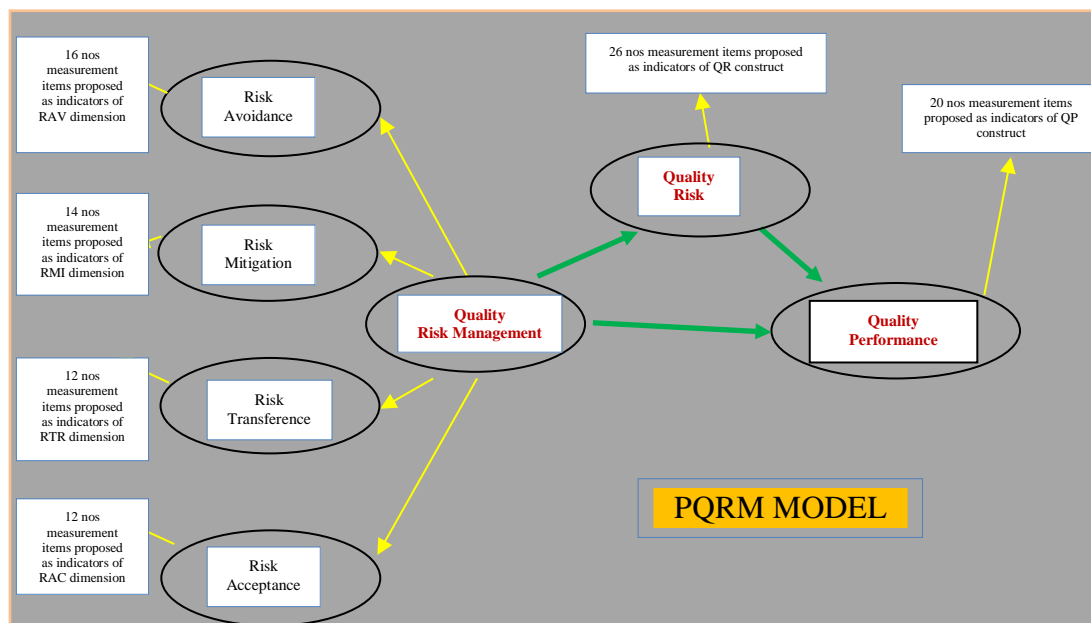 16 nos
measurement
items proposed
as indicators of
RAV dimension
Risk
Avoidance
26 nos measurement items proposed
as indicators of QR construct
20 nos measurement items
proposed as indicators of QP
construct
Quality
Risk
14 nos
measurement
items proposed
as indicators of
RMI dimension
Risk
Mitigation
Quality
Risk Management
Quality
Performance
12 nos
measurement
items proposed
as indicators of
RTR dimension
Risk
Transference
PQRM MODEL
12 nos
measurement
items proposed
as indicators of
RAC dimension
Risk
Acceptance